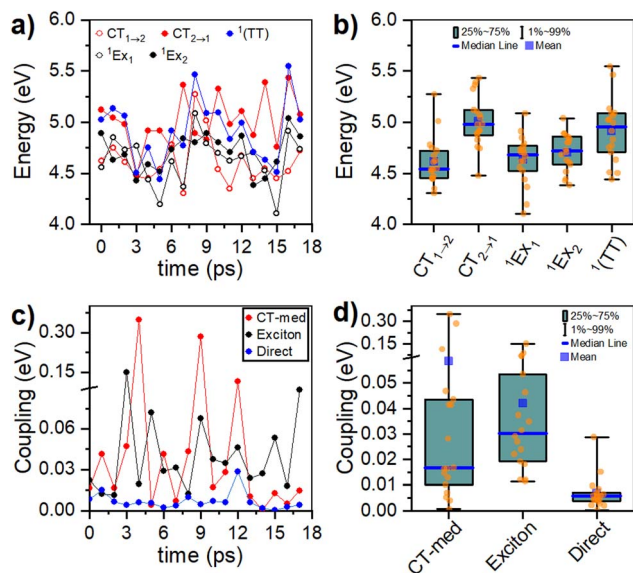 a)
CT1→2 CT2→1 1(TT)
1Ex1 1Ex2
Energy (eV)
6.0
5.5
5.0
4.5
4.0
0 3 6 9 12 15 18
time (ps)
b)
25%~75% 1%~99%
Median Line Mean
Energy (eV)
6.0
5.5
5.0
4.5
4.0
CT1→2 CT2→1 1Ex1 1Ex2 1(TT)
c)
CT-med
Exciton
Direct
Coupling (eV)
0.30
0.15
0.06
0.03
0.00
0 3 6 9 12 15 18
time (ps)
d)
25%~75%
1%~99%
Median Line
Mean
Coupling (eV)
0.30
0.15
0.05
0.04
0.03
0.02
0.01
0.00
CT-med Exciton Direct